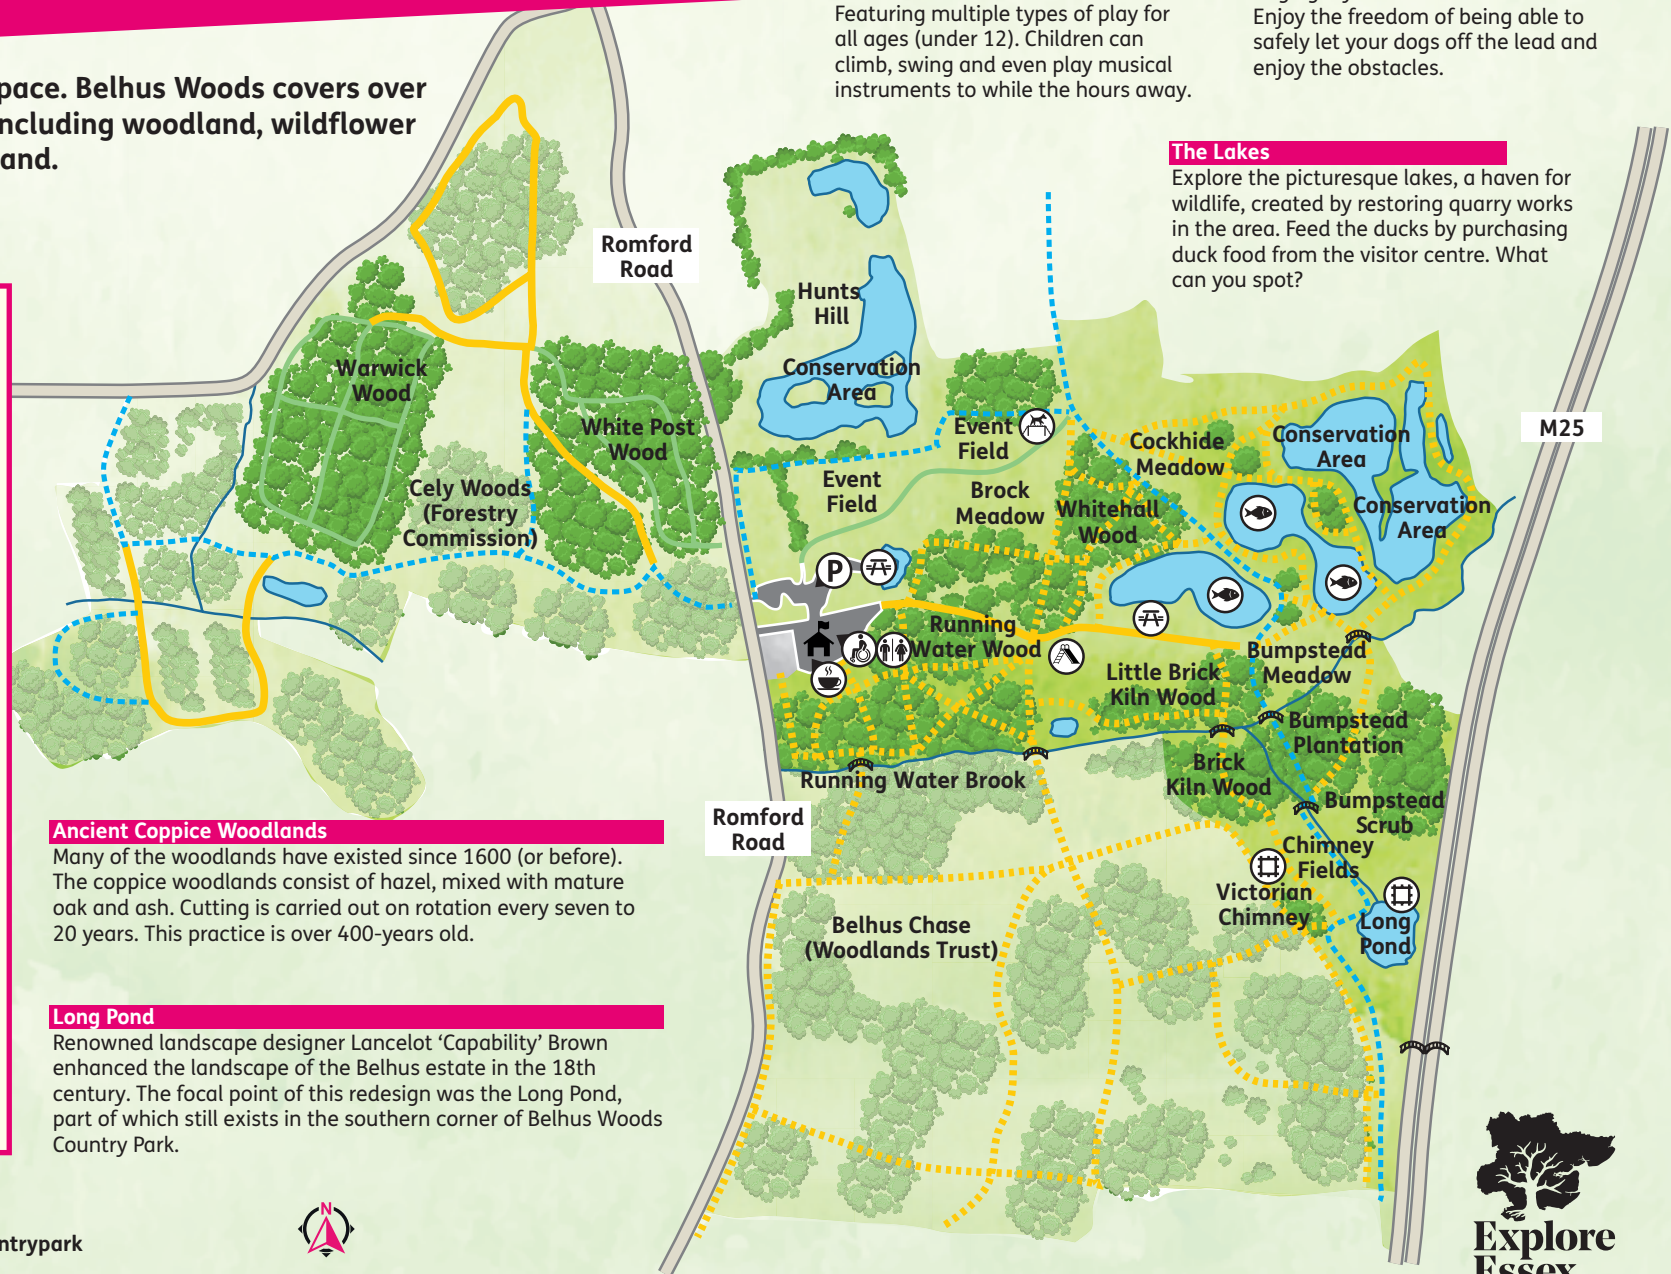 Featuring multiple types of play for
all ages (under 12). Children can
climb, swing and even play musical
instruments to while the hours away.
Enjoy the freedom of being able to
safely let your dogs off the lead and
enjoy the obstacles.
pace. Belhus Woods covers over
ncluding woodland, wildflower
and.
The Lakes
Explore the picturesque lakes, a haven for
wildlife, created by restoring quarry works
in the area. Feed the ducks by purchasing
duck food from the visitor centre. What
can you spot?
Romford
Road
Hunts
Hill
Conservation
Area
Warwick
Wood
White Post
Wood
Cely Woods
(Forestry
Commission)
Event
Field
Event
Field
Brock
Meadow
Cockhide
Meadow
Whitehall
Wood
Conservation
Area
Conservation
Area
M25
P
Running
Water Wood
Little Brick
Kiln Wood
Bumpstead
Meadow
Bumpstead
Plantation
Brick
Kiln Wood
Bumpstead
Scrub
Running Water Brook
Romford
Road
Chimney
Fields
Victorian
Chimney
Long
Pond
Belhus Chase
(Woodlands Trust)
Ancient Coppice Woodlands
Many of the woodlands have existed since 1600 (or before).
The coppice woodlands consist of hazel, mixed with mature
oak and ash. Cutting is carried out on rotation every seven to
20 years. This practice is over 400-years old.
Long Pond
Renowned landscape designer Lancelot ‘Capability’ Brown
enhanced the landscape of the Belhus estate in the 18th
century. The focal point of this redesign was the Long Pond,
part of which still exists in the southern corner of Belhus Woods
Country Park.
N
ntrypark
Explore
Essex